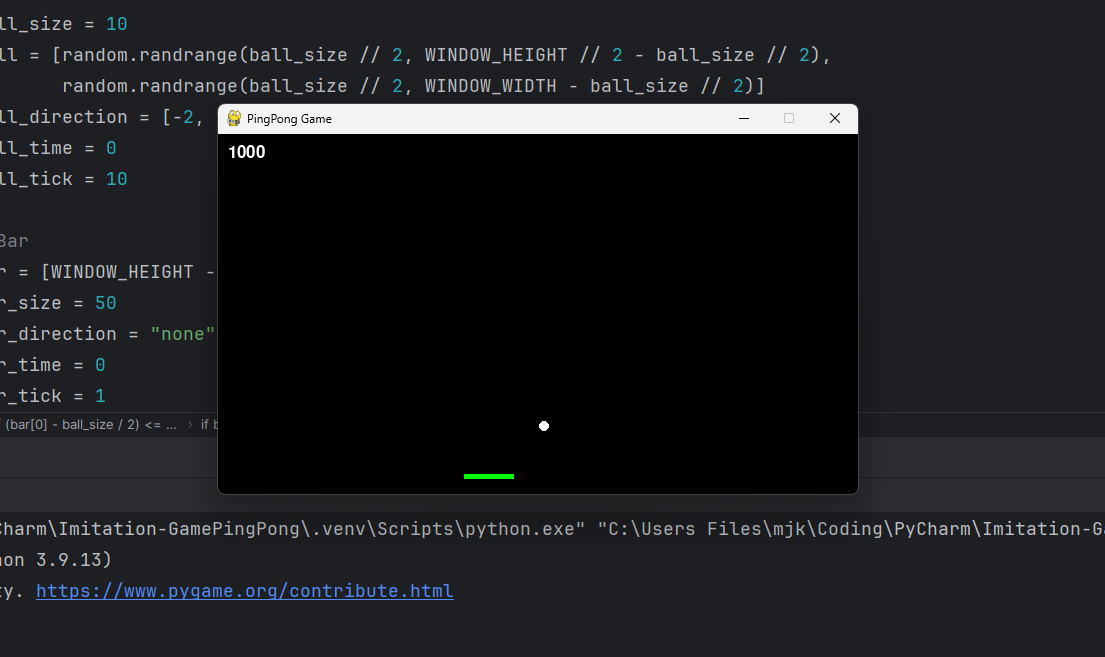 ll_size = 10
ll = [random.randrange(ball_size // 2, WINDOW_HEIGHT // 2 - ball_size // 2),
random.randrange(ball_size // 2, WINDOW_WIDTH - ball_size // 2)]
ll_direction = [-2,
ll_time = 0
ll_tick = 10
PingPong Game
1000
Bar
r = [WINDOW_HEIGHT -
r_size = 50
r_direction = "none"
r_time = 0
r_tick = 1
(bar[0] - ball_size / 2) <= ... › if b
Charm\Imitation-GamePingPong\.venv\Scripts\python.exe" "C:\Users Files\mjk\Coding\PyCharm\Imitation-G
hon 3.9.13)
ty. https://www.pygame.org/contribute.html